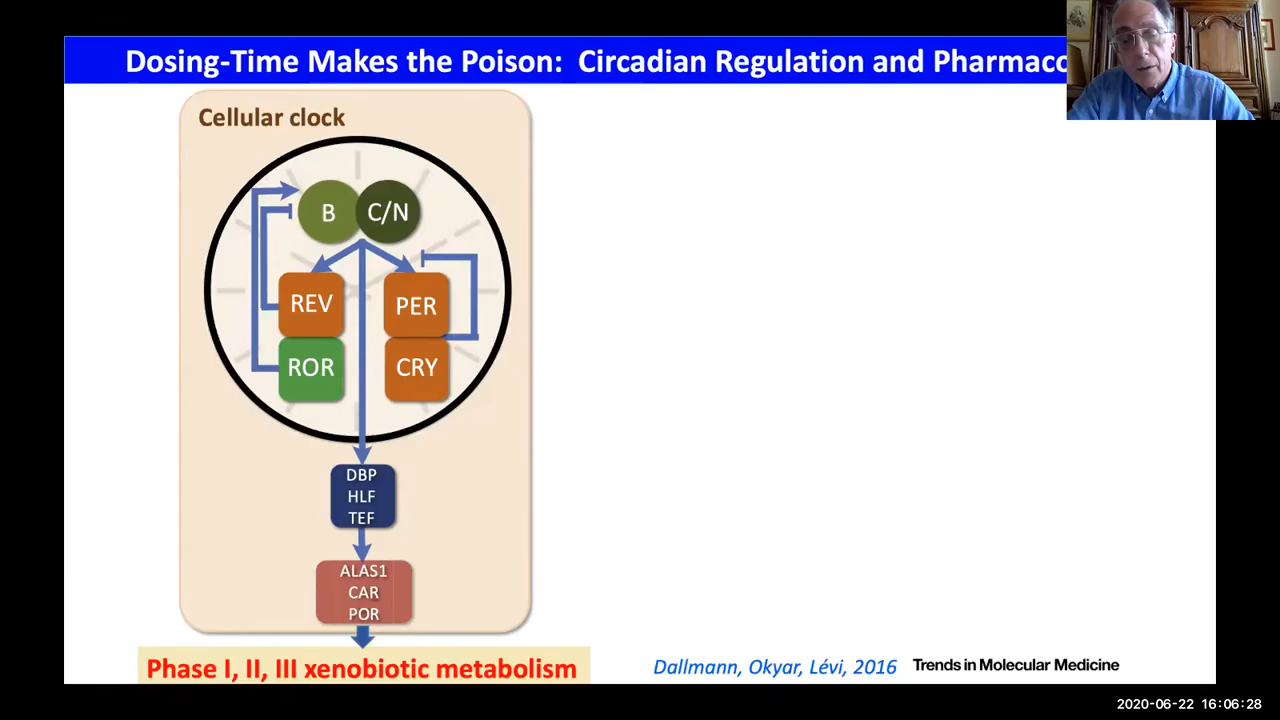 Dosing-Time Makes the Poison: Circadian Regulation and Pharmaco
Cellular clock
B
C/N
REV
PER
ROR
CRY
DBP
HLF
TEF
ALAS1
CAR
POR
Phase I, II, III xenobiotic metabolism
Dallmann, Okyar, Lévi, 2016
Trends in Molecular Medicine
2020-06-22 16:06:28